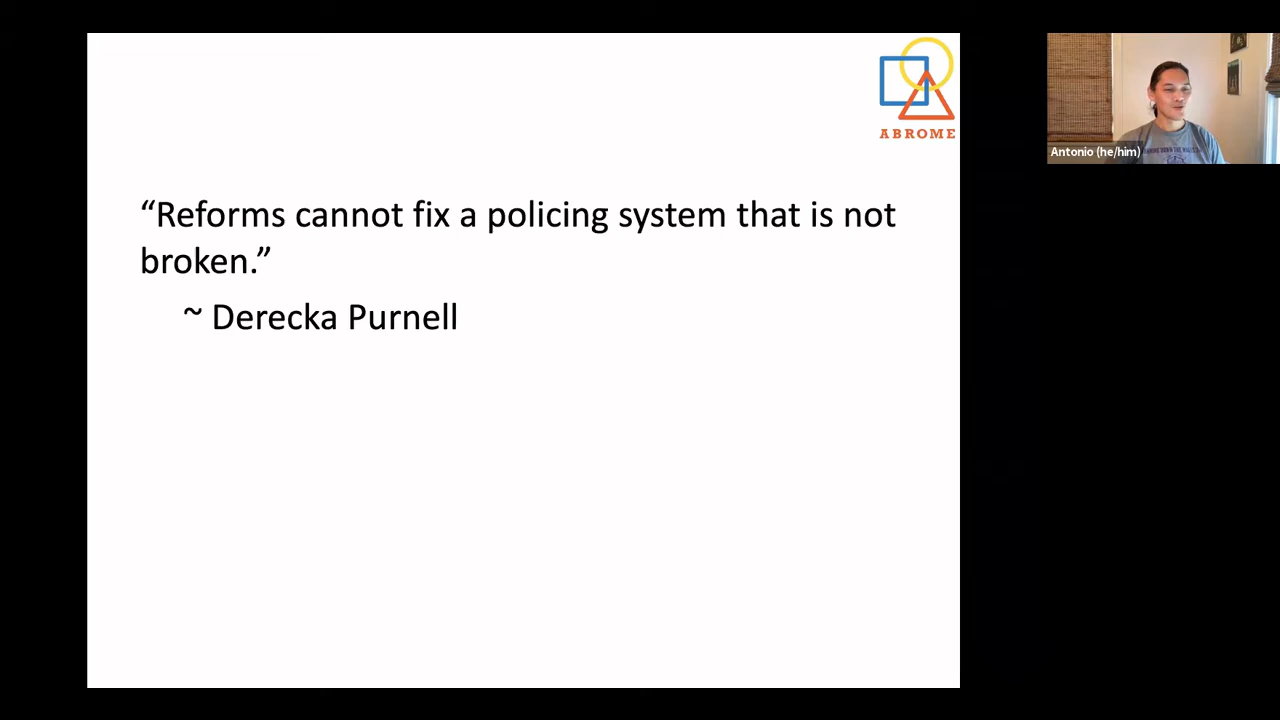 ABROME
“Reforms cannot fix a policing system that is not
broken.”
~ Derecka Purnell
Antonio (he/him)